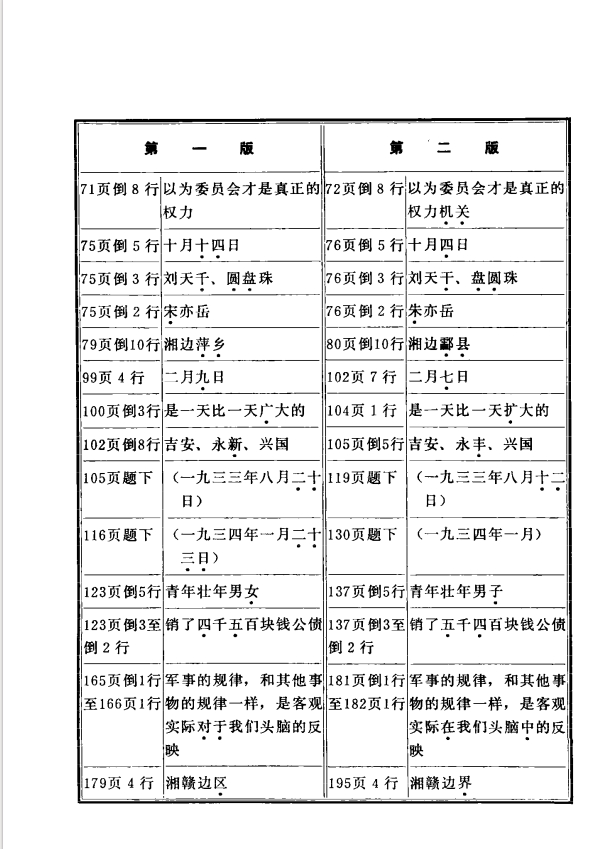 第 一 版 第 二 版
71页倒8行 以为委员会才是真正的 72页倒8行 以为委员会才是真正的
权力 权力机关
75页倒5行 十月十四日 76页倒5行 十月四日
75页倒3行 刘天千、圆盘珠 76页倒3行 刘天干、盘圆珠
75页倒2行 宋亦岳 76页倒2行 朱亦岳
79页倒10行 湘边萍乡 80页倒10行 湘边酃县
99页4行 二月九日 102页7行 二月七日
100页倒3行 是一天比一天广大的 104页1行 是一天比一天扩大的
102页倒8行 吉安、永新、兴国 105页倒5行 吉安、永丰、兴国
105页题下 （一九三三年八月二十 119页题下 （一九三三年八月十二
日） 日）
116页题下 （一九三四年一月二十 130页题下 （一九三四年一月）
三日）
123页倒5行 青年壮年男女 137页倒5行 青年壮年男子
123页倒3至 销了四千五百块钱公债 137页倒3至 销了五千四百块钱公债
倒2行 倒2行
165页倒1行 军事的规律，和其他事 181页倒1行 军事的规律，和其他事
至166页1行 物的规律一样，是客观 至182页1行 物的规律一样，是客观
实际对于我们头脑的反 实际在我们头脑中的反
映 映
179页4行 湘赣边区 195页4行 湘赣边界